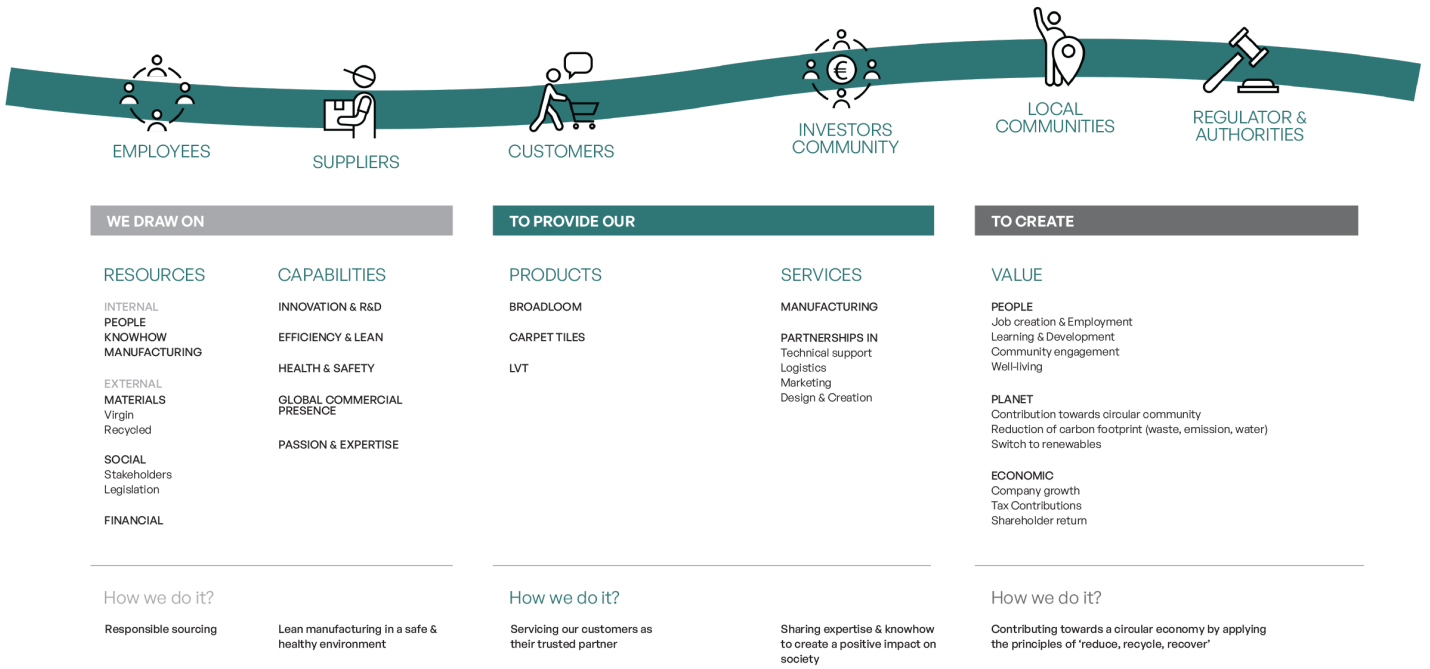 EMPLOYEES
SUPPLIERS
CUSTOMERS
€
INVESTORS
COMMUNITY
LOCAL
COMMUNITIES
REGULATOR &
AUTHORITIES
WE DRAW ON
RESOURCES
INTERNAL
PEOPLE
KNOWHOW
MANUFACTURING
EXTERNAL
MATERIALS
Virgin
Recycled
SOCIAL
Stakeholders
Legislation
FINANCIAL
CAPABILITIES
INNOVATION & R&D
EFFICIENCY & LEAN
HEALTH & SAFETY
GLOBAL COMMERCIAL
PRESENCE
PASSION & EXPERTISE
How we do it?
Responsible sourcing
Lean manufacturing in a safe &
healthy environment
TO PROVIDE OUR
PRODUCTS
BROADLOOM
CARPET TILES
LVT
SERVICES
MANUFACTURING
PARTNERSHIPS IN
Technical support
Logistics
Marketing
Design & Creation
How we do it?
Servicing our customers as
their trusted partner
Sharing expertise & knowhow
to create a positive impact on
society
TO CREATE
VALUE
PEOPLE
Job creation & Employment
Learning & Development
Community engagement
Well-living
PLANET
Contribution towards circular community
Reduction of carbon footprint (waste, emission, water)
Switch to renewables
ECONOMIC
Company growth
Tax Contributions
Shareholder return
How we do it?
Contributing towards a circular economy by applying
the principles of ‘reduce, recycle, recover’